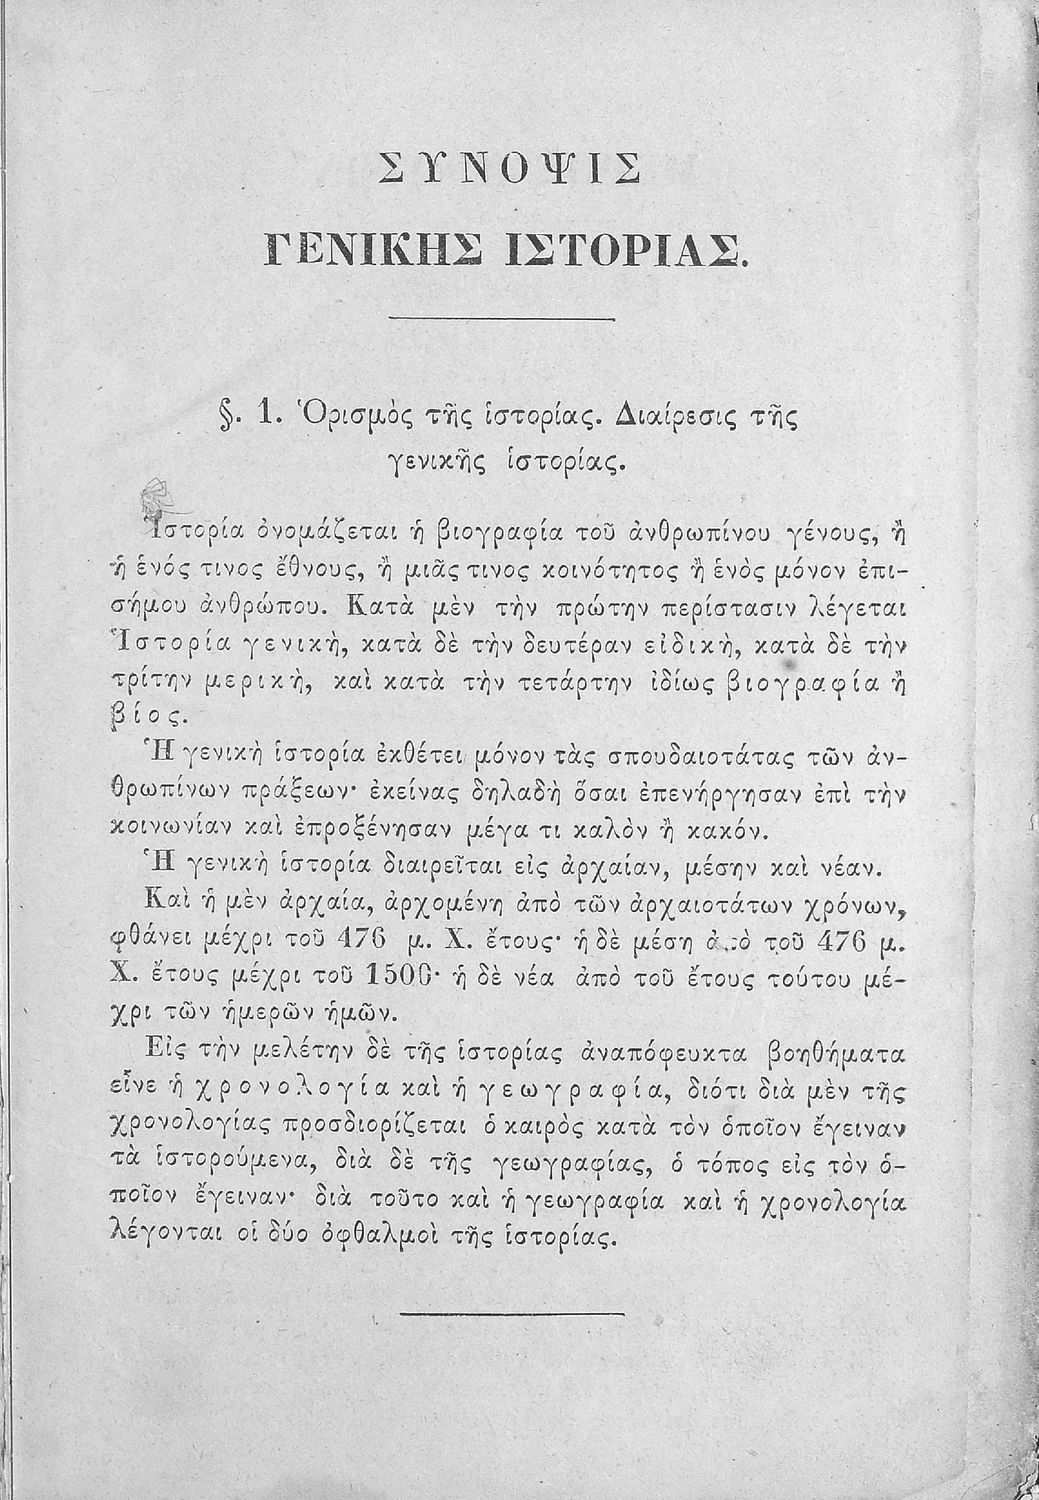 ΣΥΝΟΨΙΣ
ΓΕΝΙΚΗΣ ΙΣΤΟΡΙΑΣ.
§. 1. Ὁρισμὸς τῆς ἱστορίας. Διαίρεσις τῆς
γενικῆς ἱστορίας.
Ἱστορία ὀνομάζεται ἡ βιογραφία τοῦ ἀνθρωπίνου γένους, ἢ
ἡ ἑνός τινος ἔθνους, ἢ μιᾶς τινος κοινότητος ἢ ἑνὸς μόνον ἐπι-
σήμου ἀνθρώπου. Κατὰ μὲν τὴν πρώτην περίστασιν λέγεται
Ἱστορία γενικὴ, κατὰ δὲ τὴν δευτέραν εἰδικὴ, κατὰ δὲ τὴν
τρίτην μερικὴ, καὶ κατὰ τὴν τετάρτην ἰδίως βιογραφία ἢ
βίος.
Ἡ γενικὴ ἱστορία ἐκθέτει μόνον τὰς σπουδαιοτάτας τῶν ἀν-
θρωπίνων πράξεων· ἐκείνας δηλαδὴ ὅσαι ἐπενήργησαν ἐπὶ τὴν
κοινωνίαν καὶ ἐπροξένησαν μέγα τι καλὸν ἢ κακόν.
Ἡ γενικὴ ἱστορία διαιρεῖται εἰς ἀρχαίαν, μέσην καὶ νέαν.
Καὶ ἡ μὲν ἀρχαία, ἀρχομένη ἀπὸ τῶν ἀρχαιοτάτων χρόνων,
φθάνει μέχρι τοῦ 476 μ. Χ. ἔτους· ἡ δὲ μέση ἀπὸ τοῦ 476 μ.
Χ. ἔτους μέχρι τοῦ 1500· ἡ δὲ νέα ἀπὸ τοῦ ἔτους τούτου μέ-
χρι τῶν ἡμερῶν ἡμῶν.
Εἰς τὴν μελέτην δὲ τῆς ἱστορίας ἀναπόφευκτα βοηθήματα
εἶνε ἡ χρονολογία καὶ ἡ γεωγραφία, διότι διὰ μὲν τῆς
χρονολογίας προσδιορίζεται ὁ καιρὸς κατὰ τὸν ὁποῖον ἔγειναν
τὰ ἱστορούμενα, διὰ δὲ τῆς γεωγραφίας, ὁ τόπος εἰς τὸν ὁ-
ποῖον ἔγειναν· διὰ τοῦτο καὶ ἡ γεωγραφία καὶ ἡ χρονολογία
λέγονται οἱ δύο ὀφθαλμοὶ τῆς ἱστορίας.